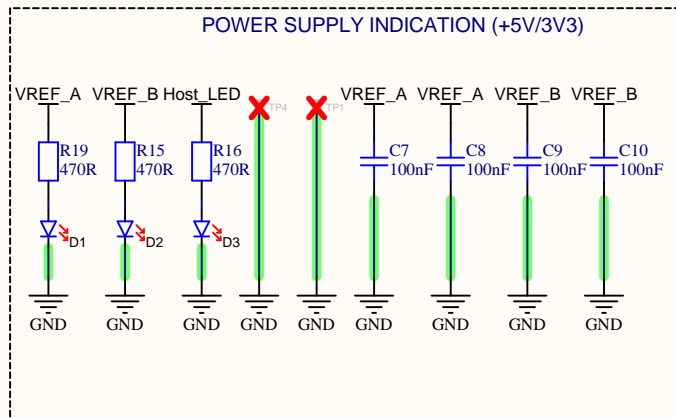 POWER SUPPLY INDICATION (+5V/3V3)
VREF_A VREF_B Host_LED VREF_A VREF_A VREF_B VREF_B
TP4 TP1
R19 R15 R16 C7 C8 C9 C10
470R 470R 470R 100nF 100nF 100nF 100nF
D1 D2 D3
GND GND GND GND GND GND GND GND GND